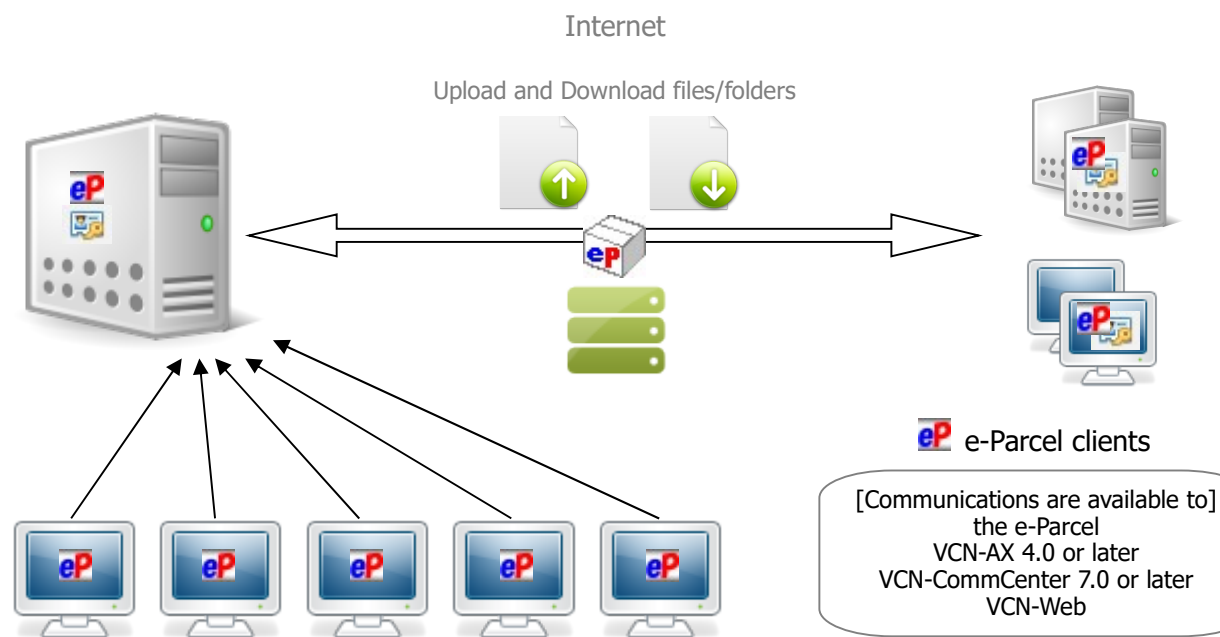 Internet
Upload and Download files/folders
eP
eP
eP
eP
eP
e-Parcel clients
[Communications are available to]
the e-Parcel
VCN-AX 4.0 or later
VCN-CommCenter 7.0 or later
VCN-Web
eP
eP
eP
eP
eP